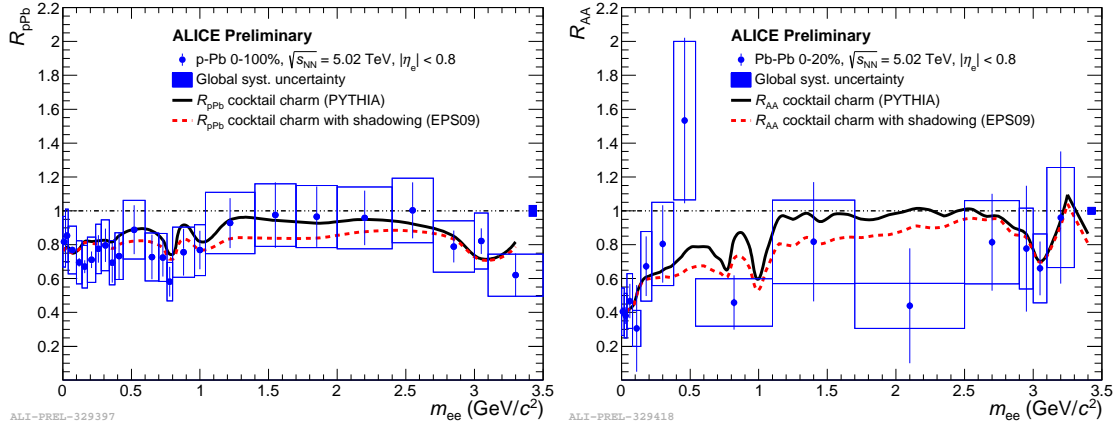 R_pPb
2.2
2
1.8
1.6
1.4
1.2
1
0.8
0.6
0.4
0.2
ALICE Preliminary
p-Pb 0-100%, √s_NN = 5.02 TeV, |η_e| < 0.8
Global syst. uncertainty
R_pPb cocktail charm (PYTHIA)
R_pPb cocktail charm with shadowing (EPS09)
0 0.5 1 1.5 2 2.5 3 3.5
m_ee (GeV/c²)
ALI-PREL-329397
R_AA
2.2
2
1.8
1.6
1.4
1.2
1
0.8
0.6
0.4
0.2
ALICE Preliminary
Pb-Pb 0-20%, √s_NN = 5.02 TeV, |η_e| < 0.8
Global syst. uncertainty
R_AA cocktail charm (PYTHIA)
R_AA cocktail charm with shadowing (EPS09)
0 0.5 1 1.5 2 2.5 3 3.5
m_ee (GeV/c²)
ALI-PREL-329418